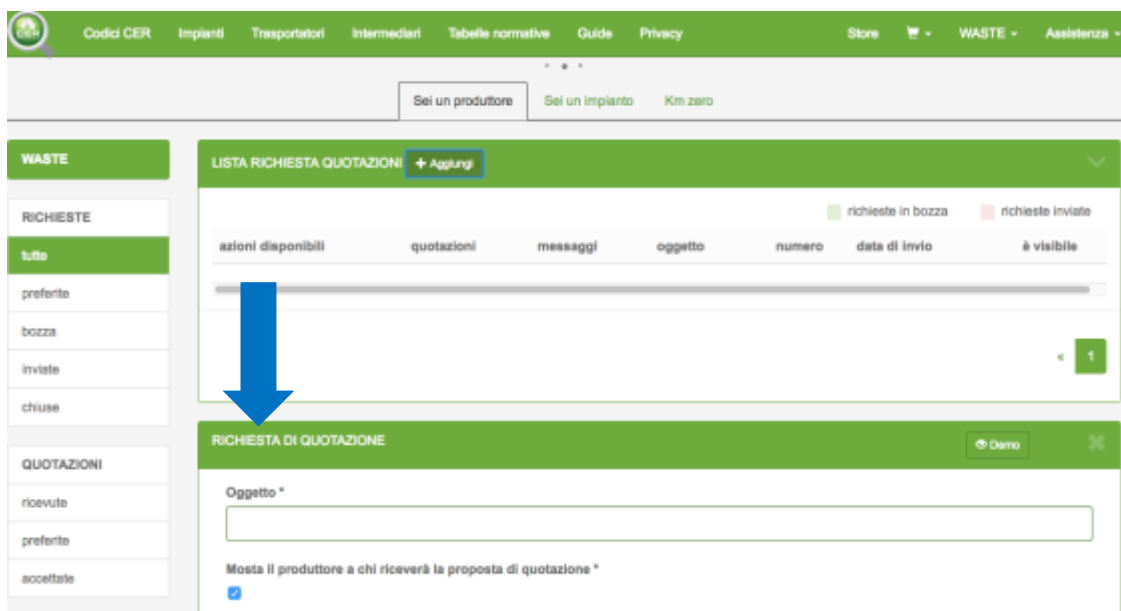 CER
Codici CER Impianti Trasportatori Intermediari Tabelle normative Guide Privacy Store WASTE Assistenza
Sei un produttore Sei un impianto Km zero
WASTE
RICHIESTE
tutte
preferite
bozza
inviate
chiuse
QUOTAZIONI
ricevute
preferite
accettate
LISTA RICHIESTA QUOTAZIONI + Aggiungi
richieste in bozza richieste inviate
azioni disponibili quotazioni messaggi oggetto numero data di invio è visibile
« 1
RICHIESTA DI QUOTAZIONE Demo
Oggetto *
Mosta il produttore a chi riceverà la proposta di quotazione *